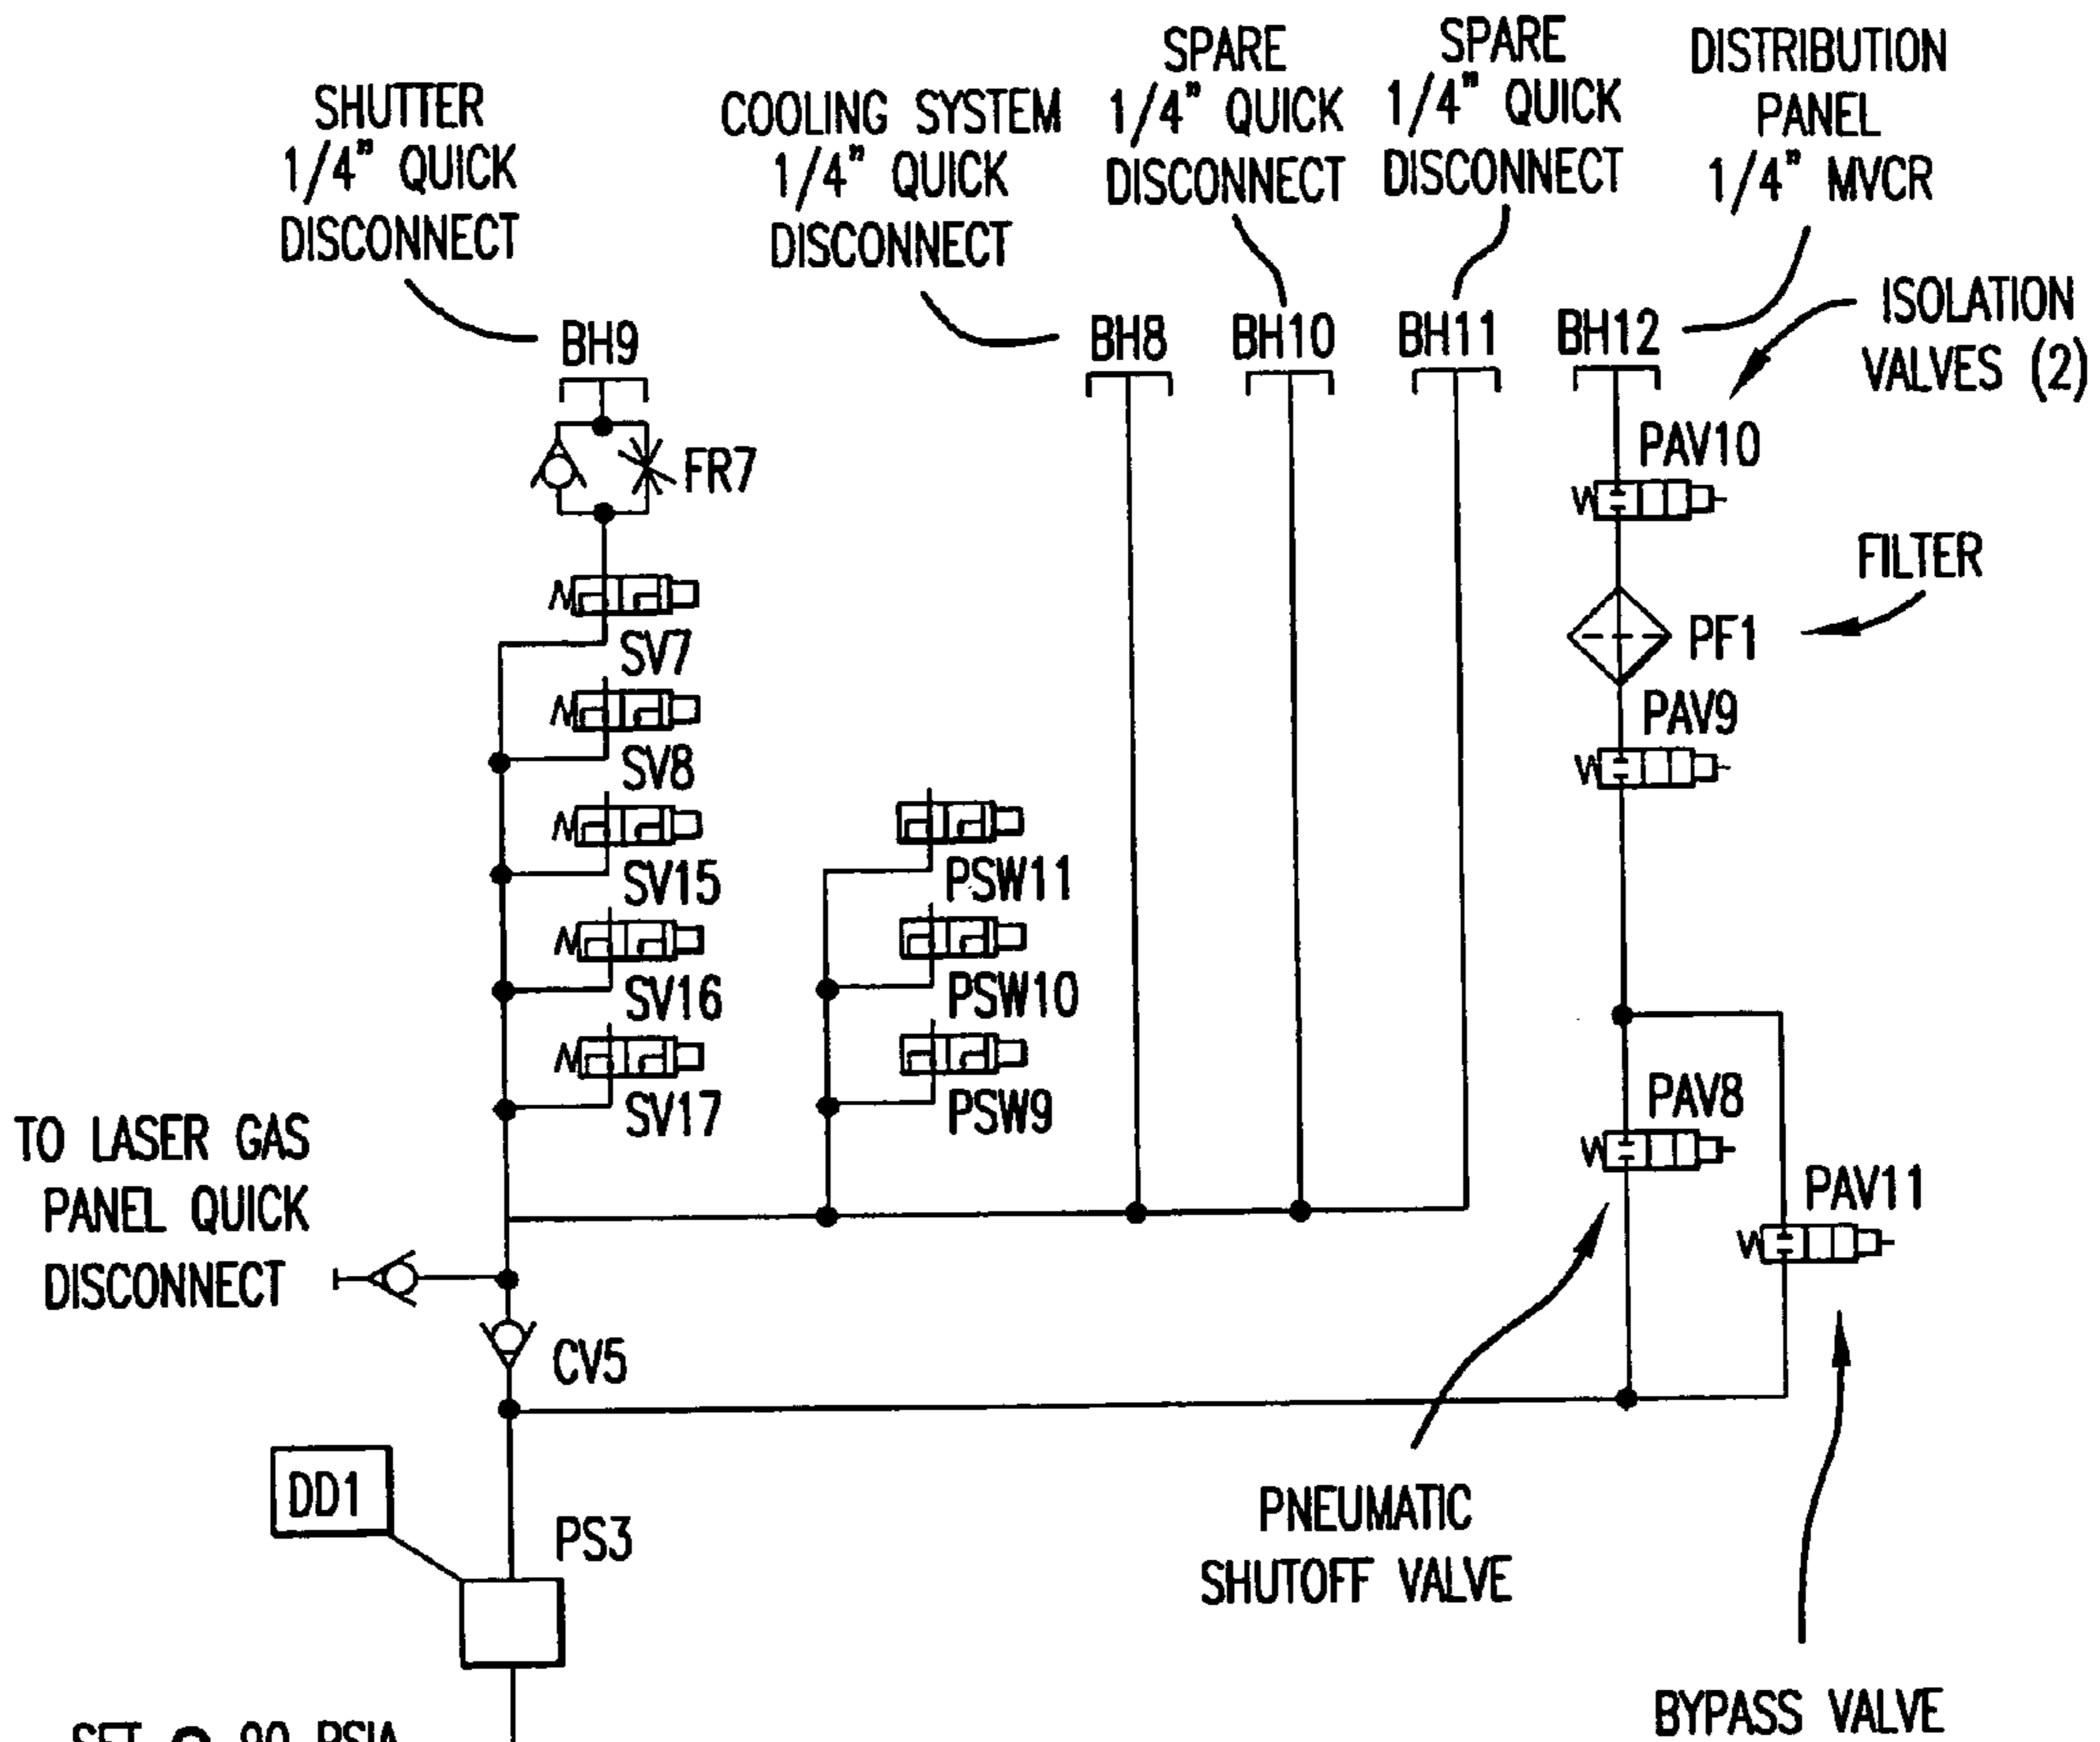 SHUTTER
1/4" QUICK
DISCONNECT
COOLING SYSTEM
1/4" QUICK
DISCONNECT
SPARE
1/4" QUICK
DISCONNECT
SPARE
1/4" QUICK
DISCONNECT
DISTRIBUTION
PANEL
1/4" MVCR
ISOLATION
VALVES (2)
BH9
BH8
BH10
BH11
BH12
FR7
PAV10
FILTER
PF1
PAV9
SV7
SV8
SV15
SV16
SV17
PSW11
PSW10
PSW9
PAV8
PAV11
TO LASER GAS
PANEL QUICK
DISCONNECT
CV5
DD1
PS3
PNEUMATIC
SHUTOFF VALVE
BYPASS VALVE
SET @ 90 PSIA